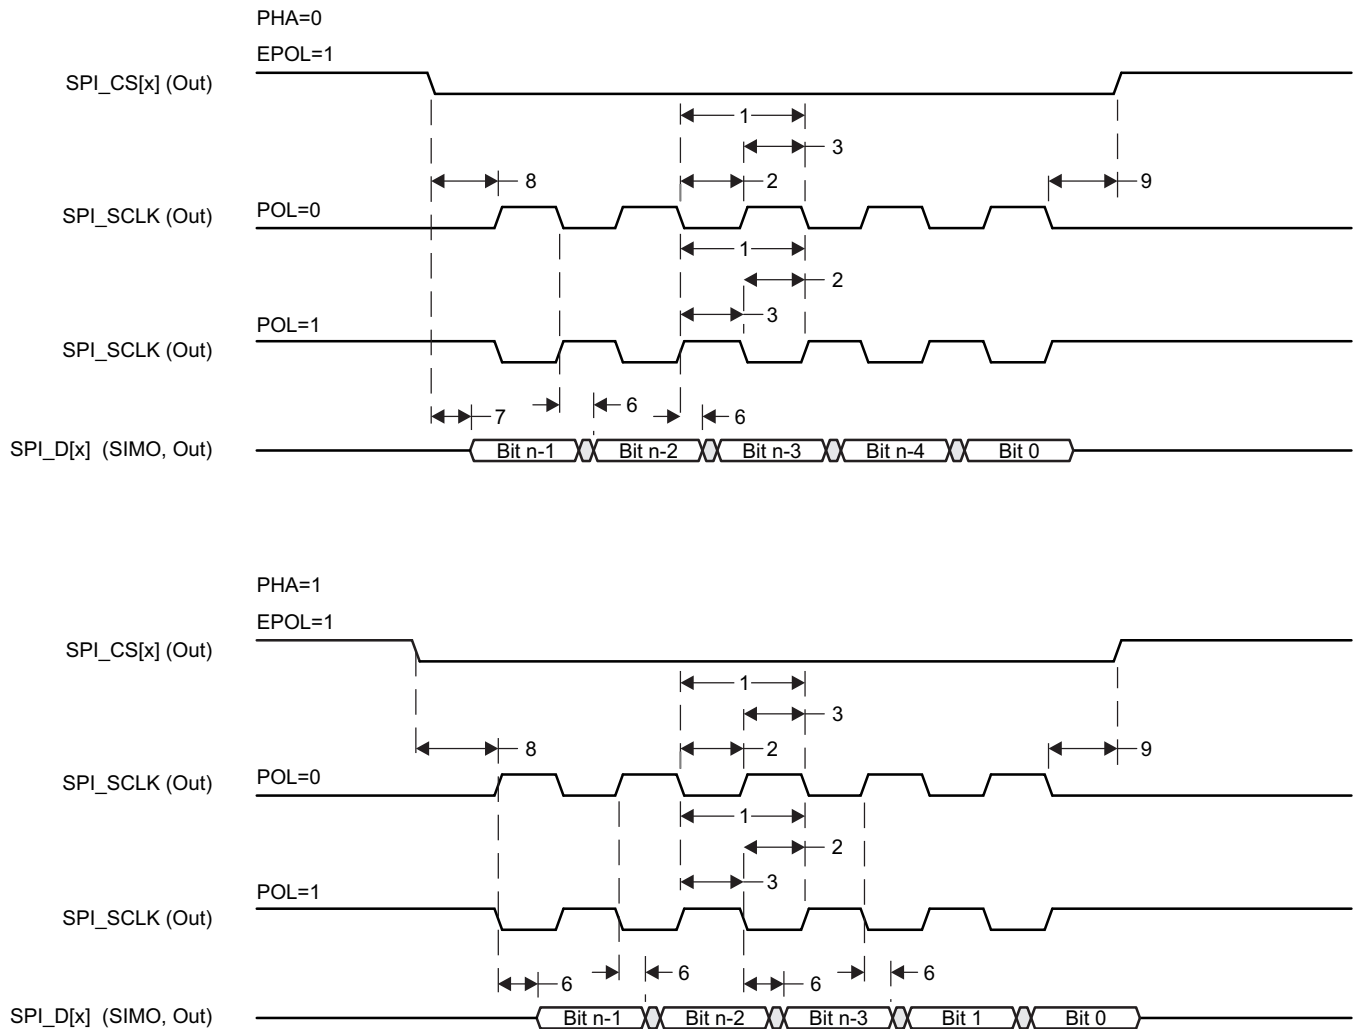 PHA=0
EPOL=1
SPI_CS[x] (Out)
1
3
8
2
9
SPI_SCLK (Out)
POL=0
1
2
3
POL=1
SPI_SCLK (Out)
7
6
6
SPI_D[x] (SIMO, Out)
Bit n-1
Bit n-2
Bit n-3
Bit n-4
Bit 0
PHA=1
EPOL=1
SPI_CS[x] (Out)
1
3
8
2
9
SPI_SCLK (Out)
POL=0
1
2
3
POL=1
SPI_SCLK (Out)
6
6
6
6
SPI_D[x] (SIMO, Out)
Bit n-1
Bit n-2
Bit n-3
Bit 1
Bit 0